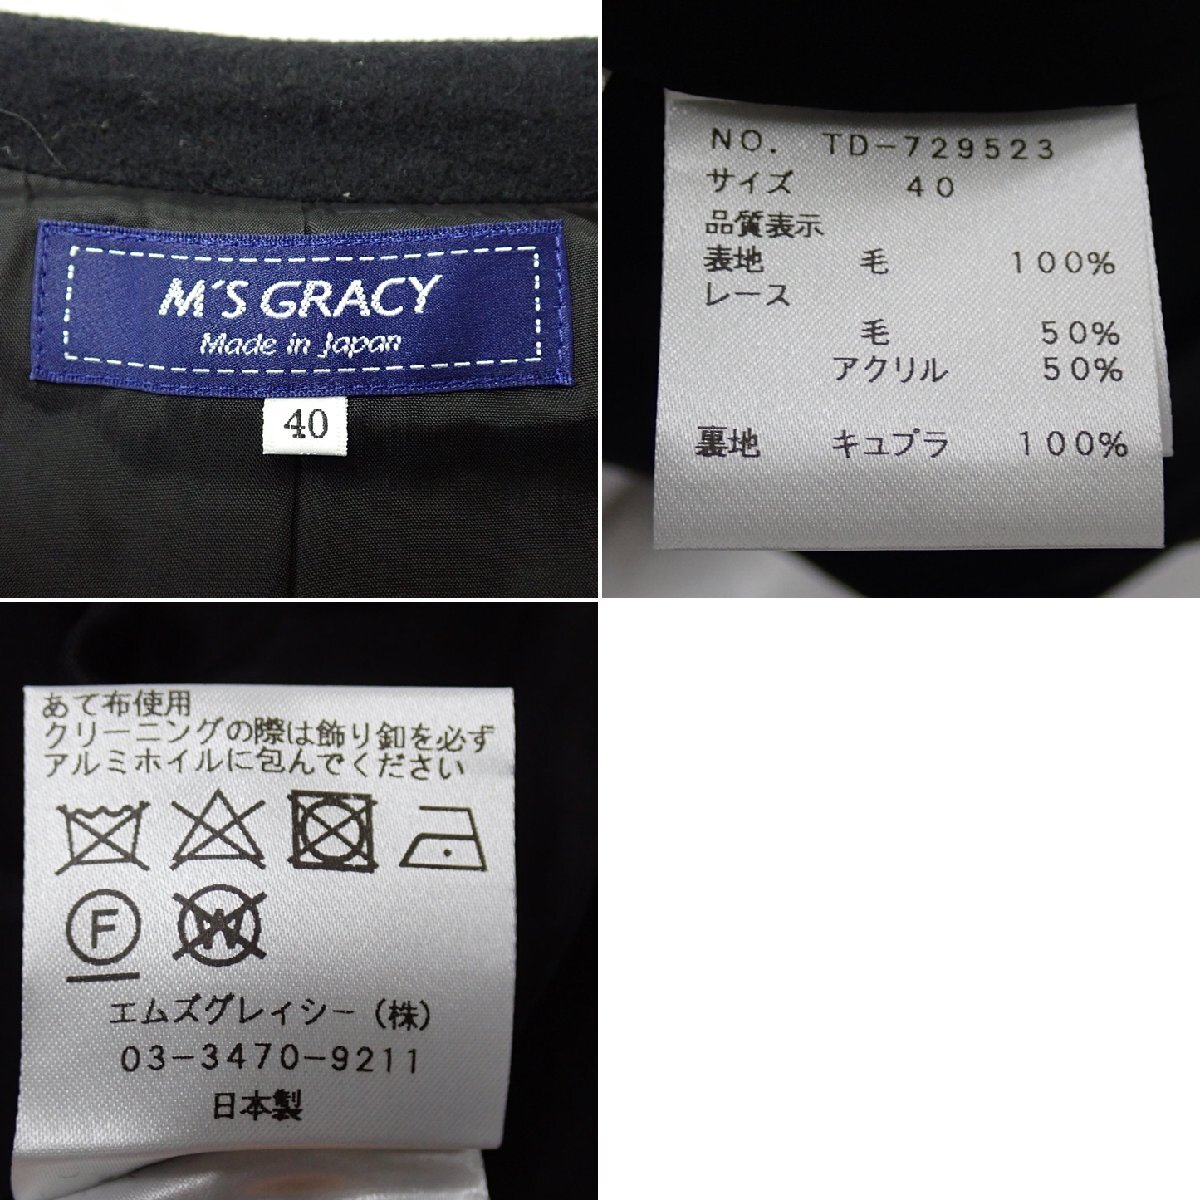 M'S GRACY
Made in Japan
40
NO. TD-729523
サイズ 40
品質表示
表地 毛 100%
レース
毛 50%
アクリル 50%
裏地 キュプラ 100%
あて布使用
クリーニングの際は飾り釦を必ず
アルミホイルに包んでください
F
W
エムズグレイシー(株)
03-3470-9211
日本製